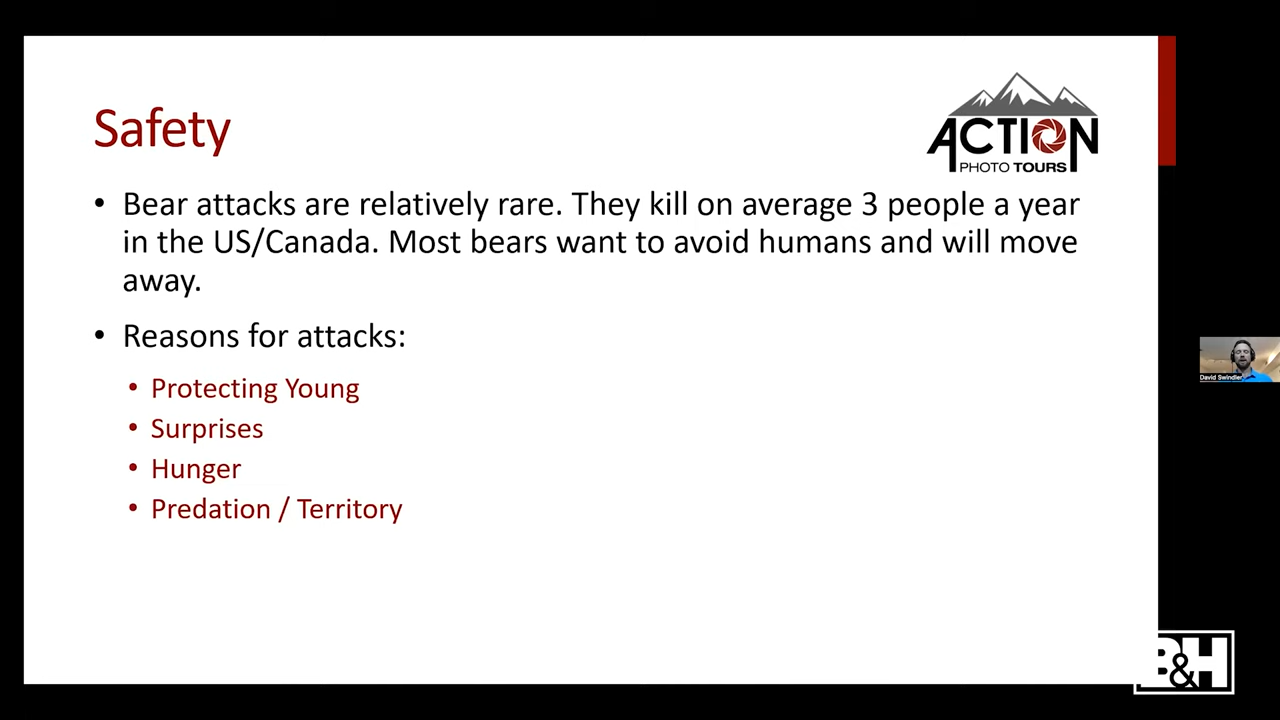 Safety
ACTION
PHOTO TOURS
• Bear attacks are relatively rare. They kill on average 3 people a year
in the US/Canada. Most bears want to avoid humans and will move
away.
• Reasons for attacks:
• Protecting Young
• Surprises
• Hunger
• Predation / Territory
David Swindler
B&H